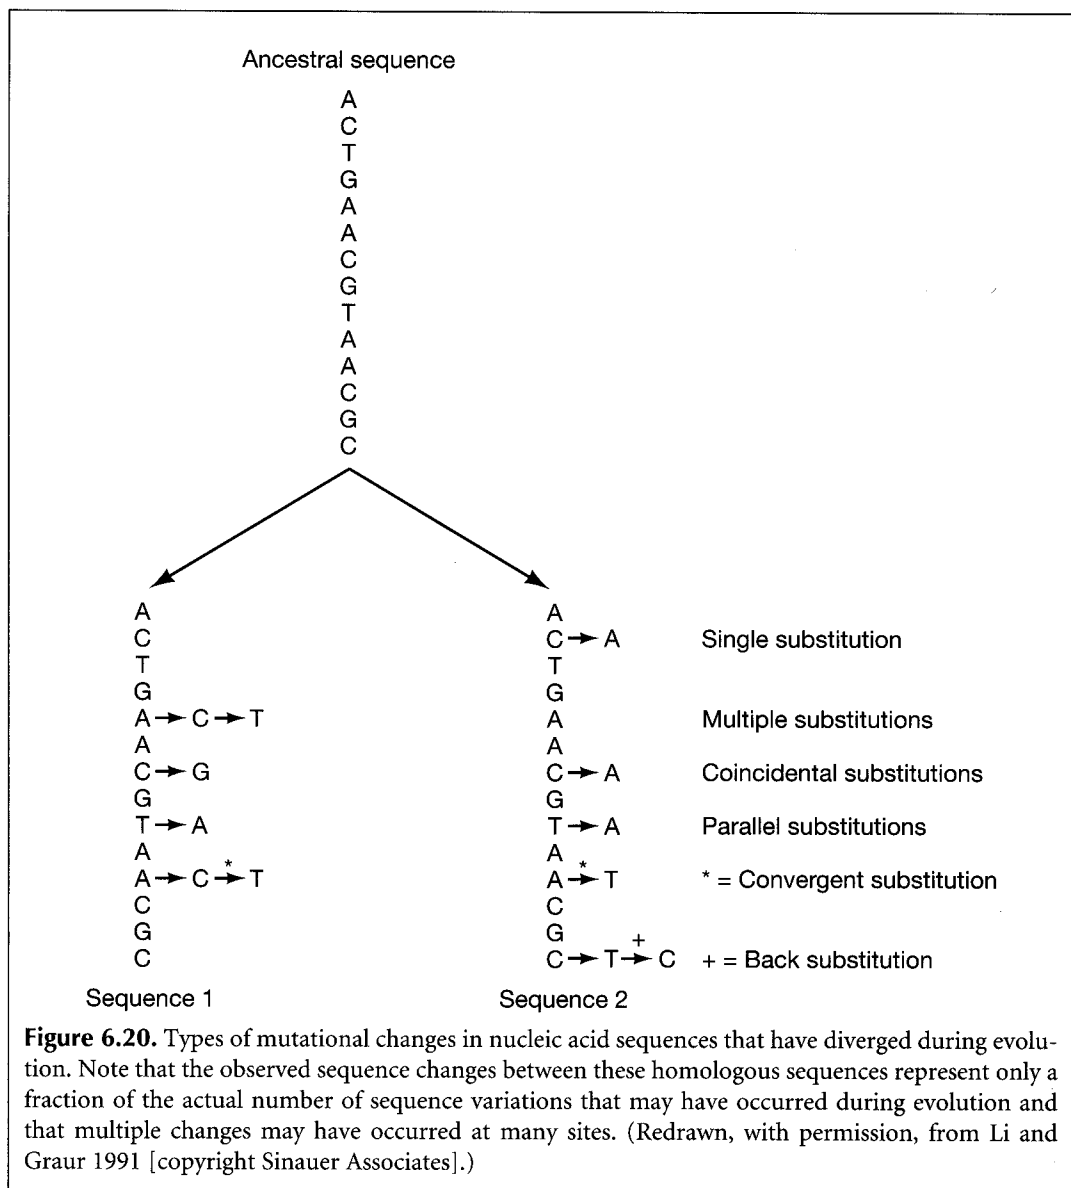 Ancestral sequence
A
C
T
G
A
A
C
G
T
A
A
C
G
C
A
C
T
G
A→C→T
A
C→G
G
T→A
A
*
A→C→T
C
G
C
Sequence 1
A
C→A
T
G
A
A
C→A
G
T→A
A
*
A→T
C
G
+
C→T→C
Sequence 2
Single substitution
Multiple substitutions
Coincidental substitutions
Parallel substitutions
* = Convergent substitution
+ = Back substitution
Figure 6.20. Types of mutational changes in nucleic acid sequences that have diverged during evolu-
tion. Note that the observed sequence changes between these homologous sequences represent only a
fraction of the actual number of sequence variations that may have occurred during evolution and
that multiple changes may have occurred at many sites. (Redrawn, with permission, from Li and
Graur 1991 [copyright Sinauer Associates].)